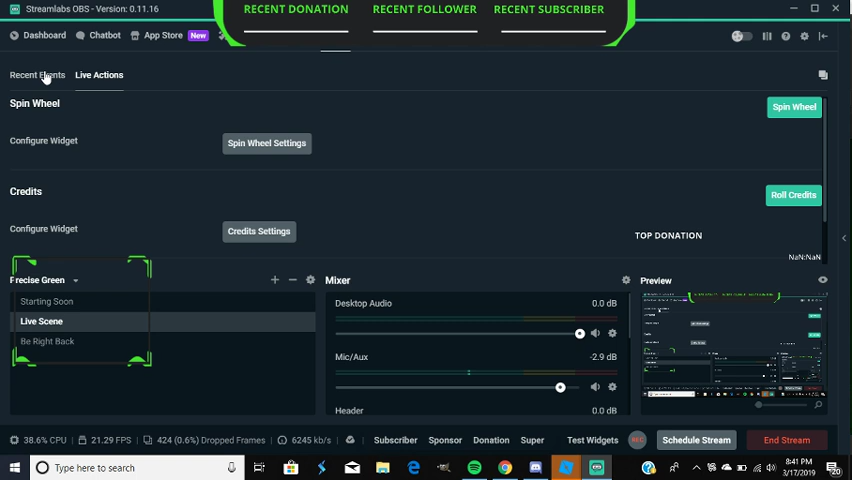 Streamlabs OBS - Version: 0.11.16
RECENT DONATION RECENT FOLLOWER RECENT SUBSCRIBER
Dashboard Chatbot App Store New
Recent Events Live Actions
Spin Wheel
Spin Wheel
Configure Widget Spin Wheel Settings
Credits
Roll Credits
Configure Widget Credits Settings
TOP DONATION
NaN:NaN
Precise Green
Starting Soon
Live Scene
Be Right Back
Mixer
Desktop Audio 0.0 dB
Mic/Aux -2.9 dB
Header 0.0 dB
Preview
38.6% CPU 21.29 FPS 424 (0.6%) Dropped Frames 6245 kb/s Subscriber Sponsor Donation Super Test Widgets REC Schedule Stream End Stream
Type here to search
8:41 PM
3/17/2019
20